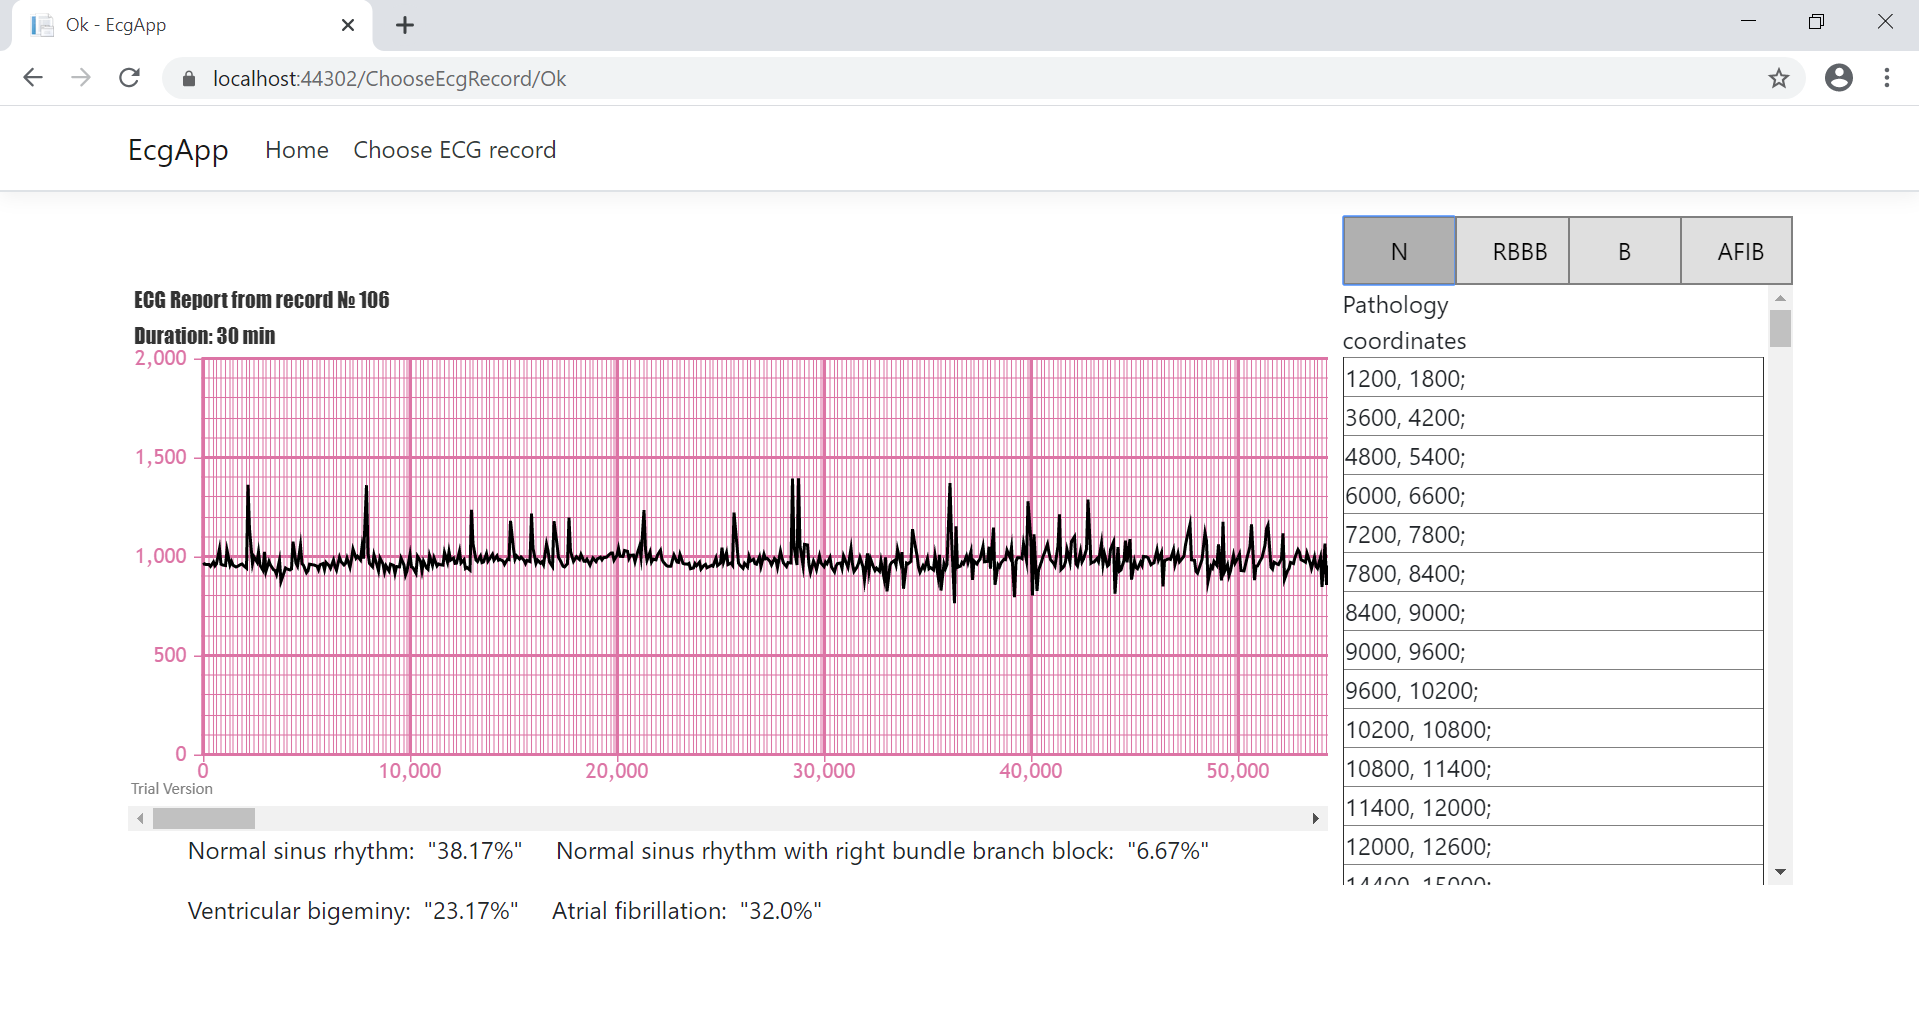 Ok - EcgApp
localhost:44302/ChooseEcgRecord/Ok
EcgApp Home Choose ECG record
N RBBB B AFIB
ECG Report from record № 106
Duration: 30 min
2,000
1,500
1,000
500
0
0 10,000 20,000 30,000 40,000 50,000
Trial Version
Normal sinus rhythm: "38.17%" Normal sinus rhythm with right bundle branch block: "6.67%"
Ventricular bigeminy: "23.17%" Atrial fibrillation: "32.0%"
Pathology
coordinates
1200, 1800;
3600, 4200;
4800, 5400;
6000, 6600;
7200, 7800;
7800, 8400;
8400, 9000;
9000, 9600;
9600, 10200;
10200, 10800;
10800, 11400;
11400, 12000;
12000, 12600;
14400, 15000;